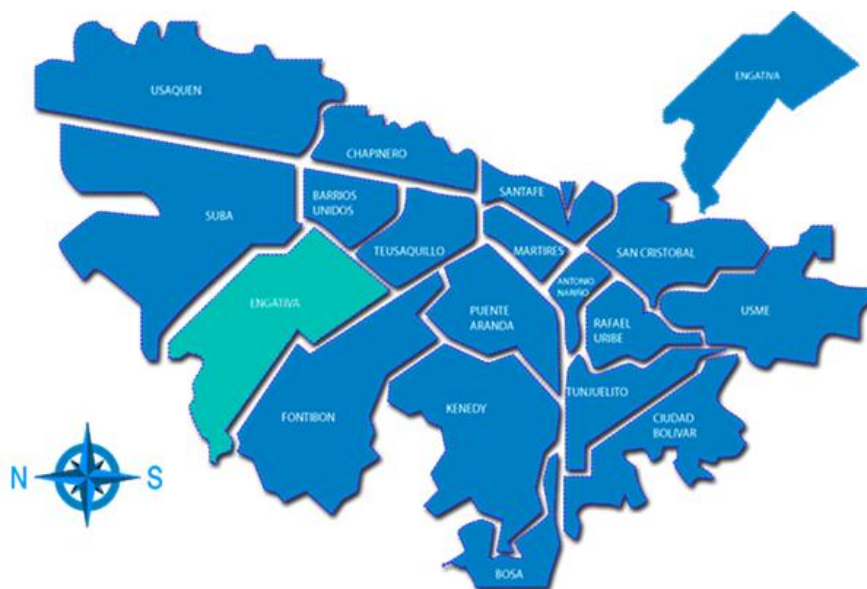 ENGATIVA
USAQUEN
CHAPINERO
SANTAFE
BARRIOS
UNIDOS
SUBA
TEUSAQUILLO
MARTIRES
SAN CRISTOBAL
ANTONIO
NARIÑO
ENGATIVA
PUENTE
ARANDA
RAFAEL
URIBE
USME
TUNJUELITO
FONTIBON
KENEDY
CIUDAD
BOLIVAR
N
S
BOSA